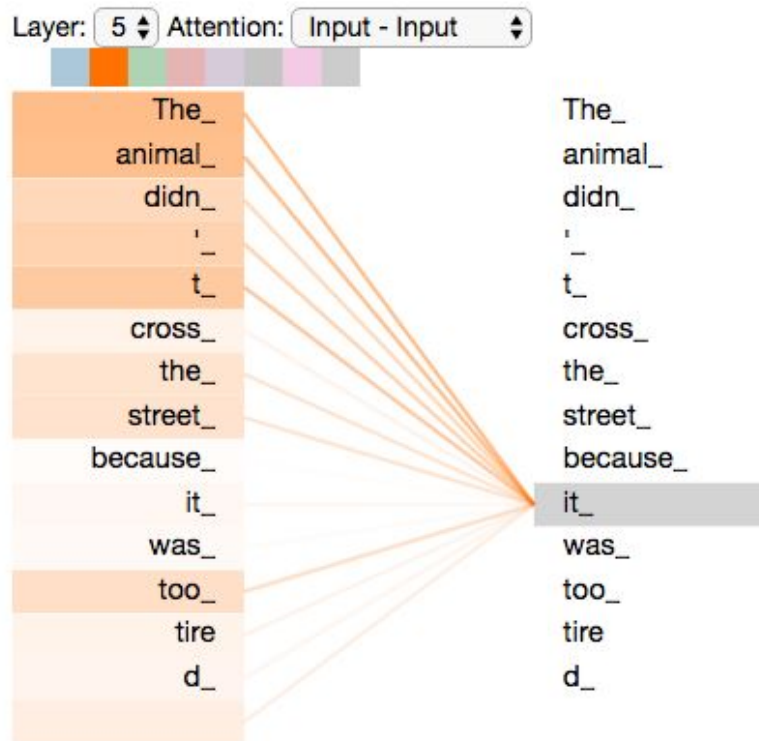 Layer: 5 Attention: Input - Input
The_ The_
animal_ animal_
didn_ didn_
'_ '_
t_ t_
cross_ cross_
the_ the_
street_ street_
because_ because_
it_ it_
was_ was_
too_ too_
tire tire
d_ d_